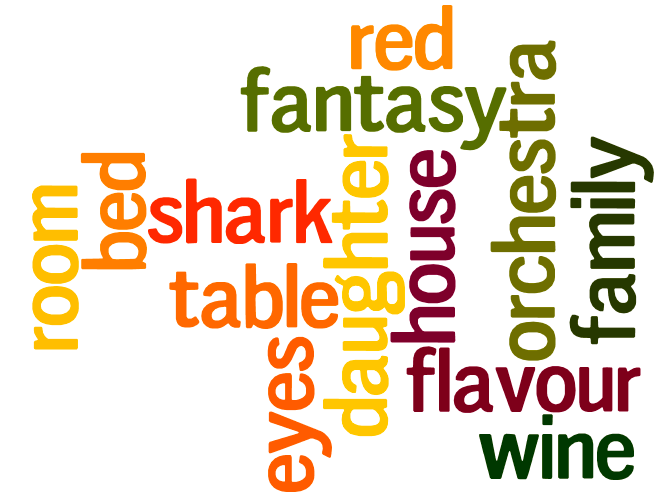 red
fantasy
orchestra
family
daughter
house
bed
shark
room
table
eyes
flavour
wine